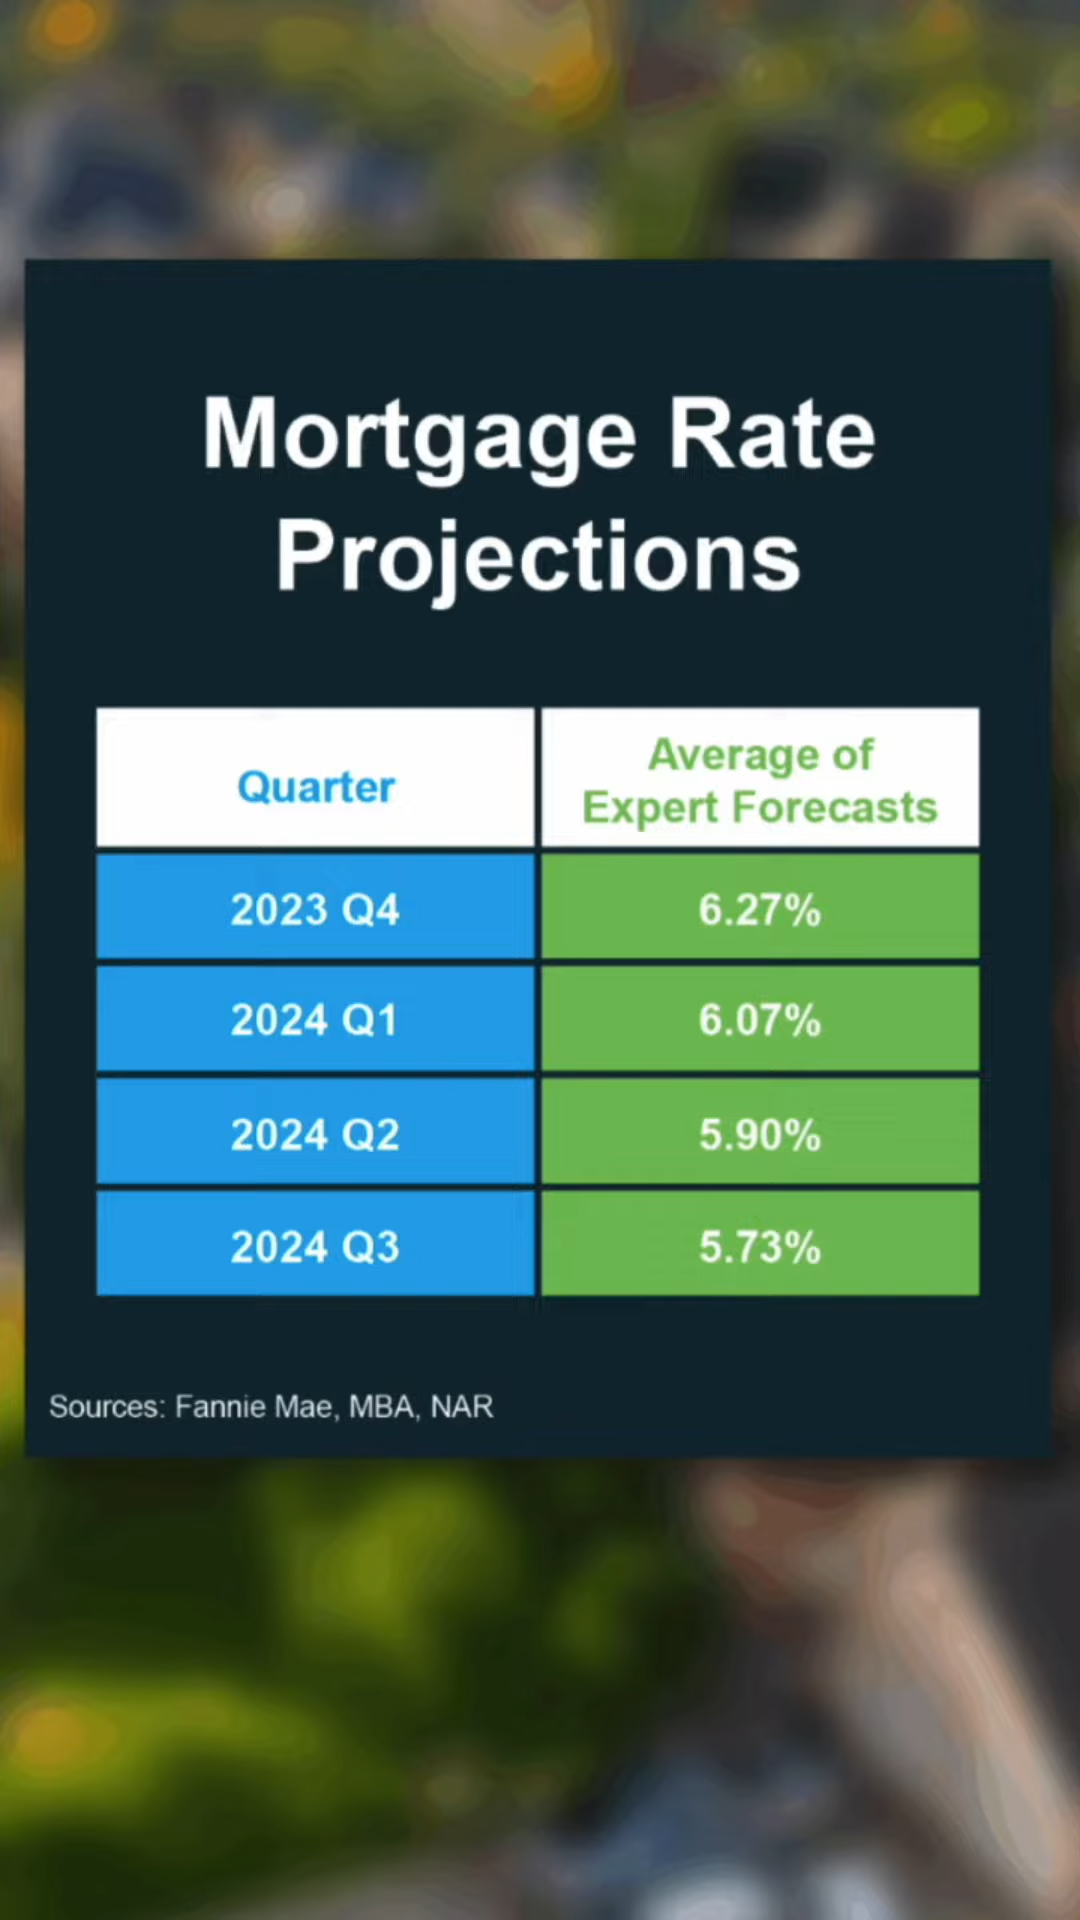 Mortgage Rate
Projections
Quarter
Average of
Expert Forecasts
2023 Q4
6.27%
2024 Q1
6.07%
2024 Q2
5.90%
2024 Q3
5.73%
Sources: Fannie Mae, MBA, NAR